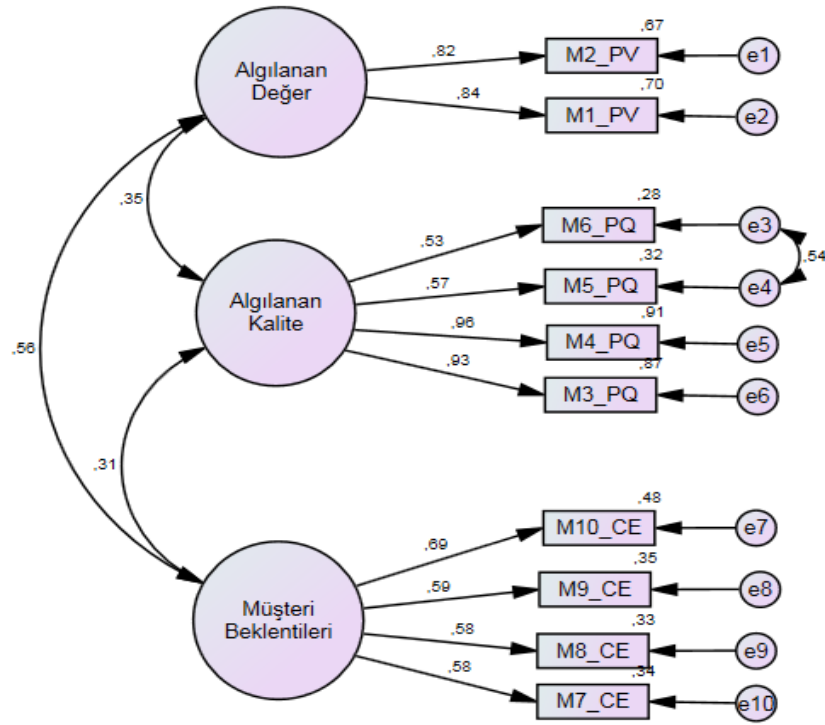 Algılanan
Değer
,82
,67
M2_PV
e1
,84
,70
M1_PV
e2
,35
,56
Algılanan
Kalite
,53
,28
M6_PQ
e3
,54
,57
,32
M5_PQ
e4
,96
,91
M4_PQ
e5
,93
,87
M3_PQ
e6
,31
Müşteri
Beklentileri
,69
,48
M10_CE
e7
,59
,35
M9_CE
e8
,58
,33
M8_CE
e9
,58
,34
M7_CE
e10